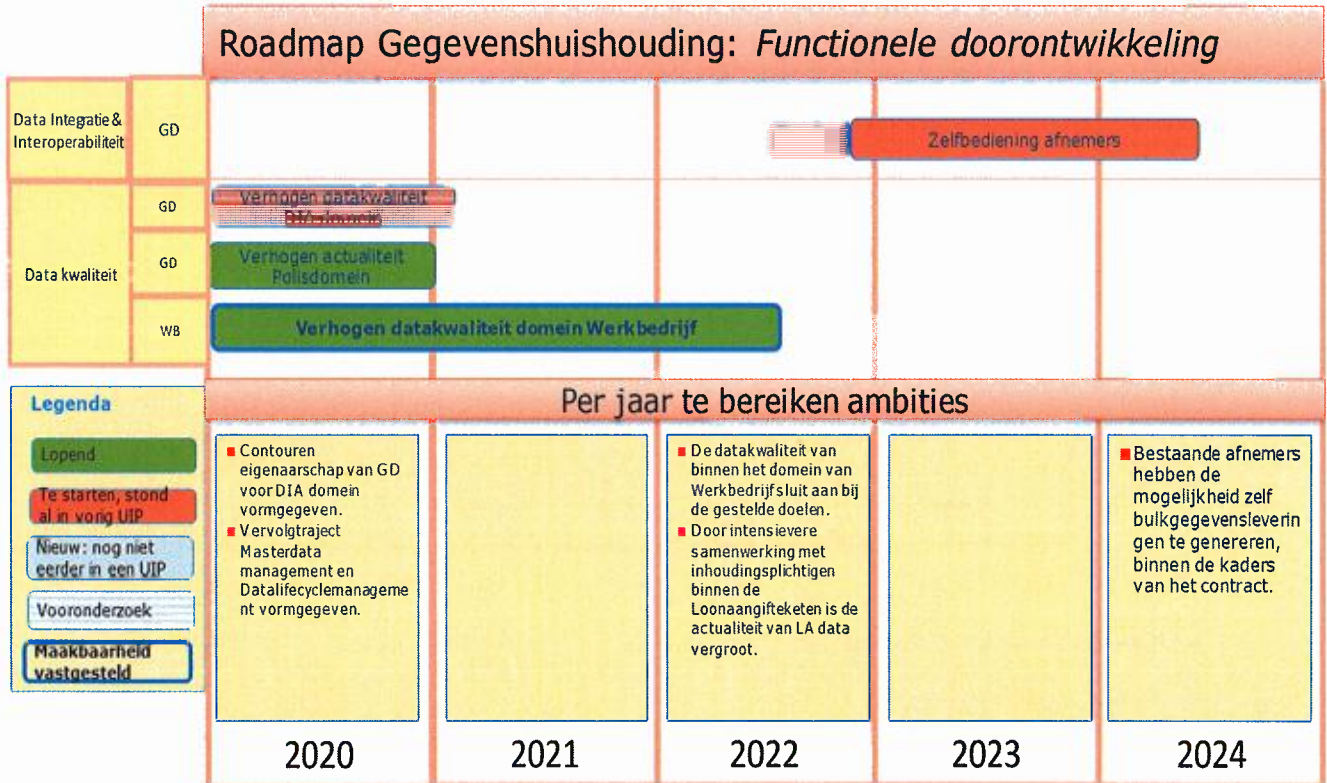 Roadmap Gegevenshuishouding: Functionele doorontwikkeling
Data Integratie &
Interoperabiliteit
GD
Zelfbediening afnemers
Data kwaliteit
GD
Verhogen datakwaliteit
GD
Verhogen actualiteit
Polisdomein
WB
Verhogen datakwaliteit domein Werkbedrijf
Legenda
Lopend
Te starten, stond
al in vorig UIP
Nieuw: nog niet
eerder in een UIP
Vooronderzoek
Maakbaarheid
vastgesteld
Per jaar te bereiken ambities
Contouren
eigenaarschap van GD
voor DIA domein
vormgegeven.
Vervolgtraject
Masterdata
management en
Datalifecyclemanageme
nt vormgegeven.
De datakwaliteit van
binnen het domein van
Werkbedrijf sluit aan bij
de gestelde doelen.
Door intensievere
samenwerking met
inhoudingsplichtigen
binnen de
Loonaangifteketen is de
actualiteit van LA data
vergroot.
Bestaande afnemers
hebben de
mogelijkheid zelf
bulkgegevensleverin
gen te genereren,
binnen de kaders
van het contract.
2020
2021
2022
2023
2024